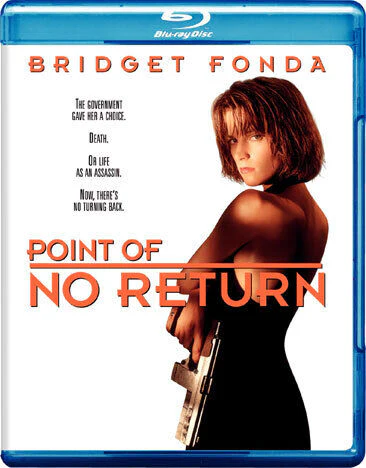 Blu-ray Disc
BRIDGET FONDA
THE GOVERNMENT
GAVE HER A CHOICE.
DEATH.
OR LIFE
AS AN ASSASSIN.
NOW, THERE'S
NO TURNING BACK.
POINT OF
NO RETURN